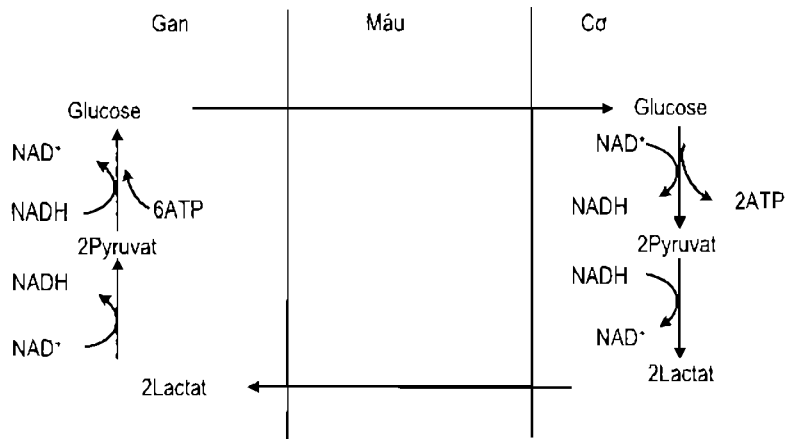 Gan
Máu
Cơ
Glucose
Glucose
NAD⁺
NADH
6ATP
2Pyruvat
NADH
NAD⁺
2Lactat
NAD⁺
NADH
2ATP
2Pyruvat
NADH
NAD⁺
2Lactat